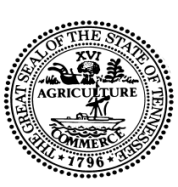 THE GREAT SEAL OF THE STATE OF TENNESSEE
XVI
AGRICULTURE
COMMERCE
1796